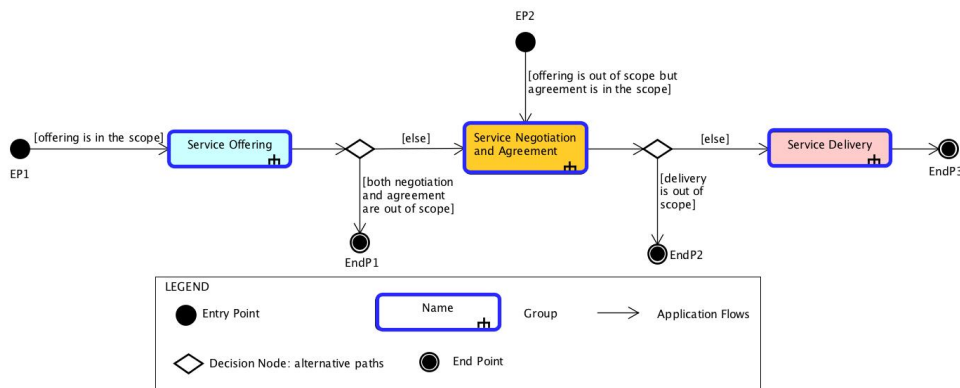 EP2
[offering is out of scope but
agreement is in the scope]
[offering is in the scope]
Service Offering
[else]
Service Negotiation
and Agreement
[else]
Service Delivery
EP1
EndP3
[both negotiation
and agreement
are out of scope]
[delivery
is out of
scope]
EndP1
EndP2
LEGEND
Entry Point
Name
Group
Application Flows
Decision Node: alternative paths
End Point